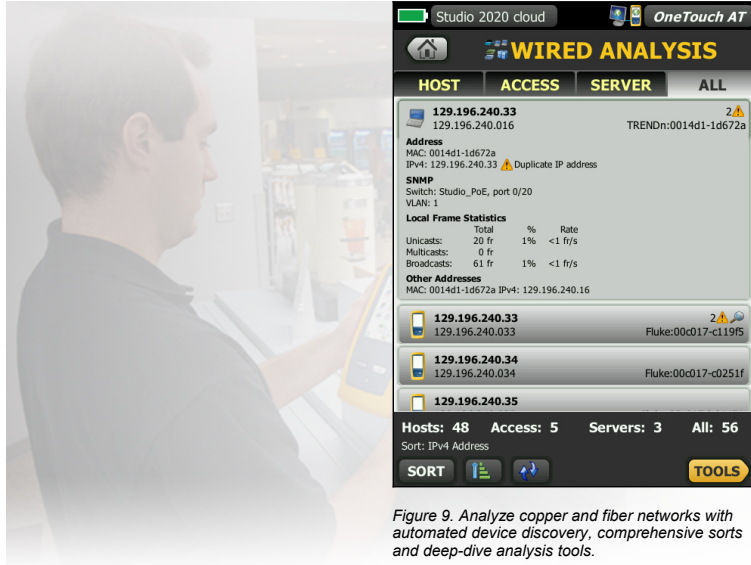 Studio 2020 cloud
OneTouch AT
WIRED ANALYSIS
HOST ACCESS SERVER ALL
129.196.240.33 2
129.196.240.016 TRENDn:0014d1-1d672a
Address
MAC: 0014d1-1d672a
IPv4: 129.196.240.33 Duplicate IP address
SNMP
Switch: Studio_PoE, port 0/20
VLAN: 1
Local Frame Statistics
Total % Rate
Unicasts: 20 fr 1% <1 fr/s
Multicasts: 0 fr
Broadcasts: 61 fr 1% <1 fr/s
Other Addresses
MAC: 0014d1-1d672a IPv4: 129.196.240.16
129.196.240.33 2
129.196.240.033 Fluke:00c017-c119f5
129.196.240.34
129.196.240.034 Fluke:00c017-c0251f
129.196.240.35
Hosts: 48 Access: 5 Servers: 3 All: 56
Sort: IPv4 Address
SORT TOOLS
Figure 9. Analyze copper and fiber networks with
automated device discovery, comprehensive sorts
and deep-dive analysis tools.